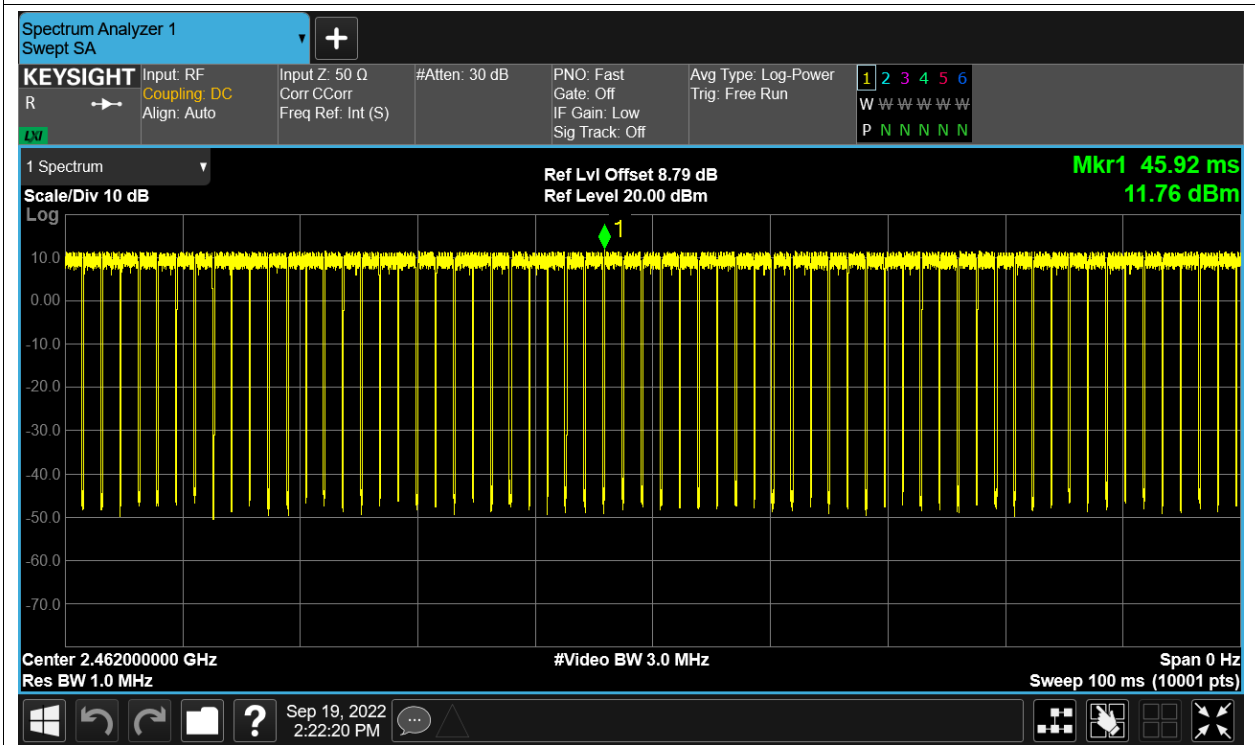 Spectrum Analyzer 1
Swept SA
KEYSIGHT
R
LXI
Input: RF
Coupling: DC
Align: Auto
Input Z: 50 Ω
Corr CCorr
Freq Ref: Int (S)
#Atten: 30 dB
PNO: Fast
Gate: Off
IF Gain: Low
Sig Track: Off
Avg Type: Log-Power
Trig: Free Run
1 2 3 4 5 6
W W W W W W
P N N N N N
1 Spectrum
Scale/Div 10 dB
Log
Ref Lvl Offset 8.79 dB
Ref Level 20.00 dBm
Mkr1 45.92 ms
11.76 dBm
1
10.0
0.00
-10.0
-20.0
-30.0
-40.0
-50.0
-60.0
-70.0
Center 2.462000000 GHz
Res BW 1.0 MHz
#Video BW 3.0 MHz
Span 0 Hz
Sweep 100 ms (10001 pts)
?
Sep 19, 2022
2:22:20 PM